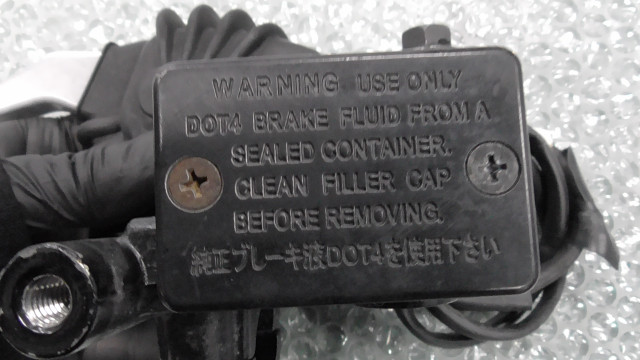 WARNING USE ONLY
DOT4 BRAKE FLUID FROM A
SEALED CONTAINER.
CLEAN FILLER CAP
BEFORE REMOVING.
純正ブレーキ液DOT4を使用下さい